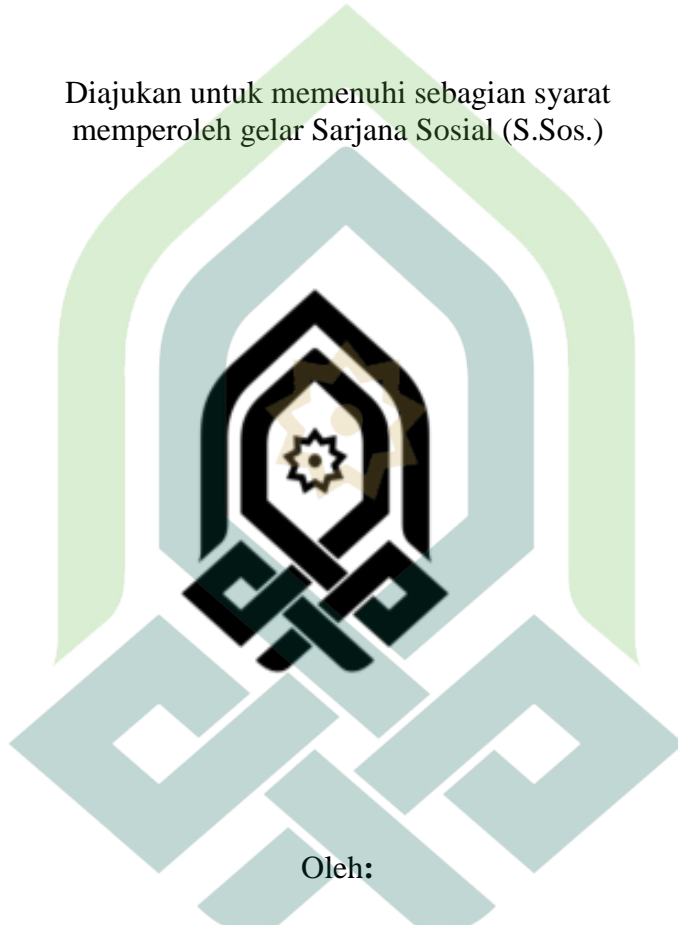 Diajukan untuk memenuhi sebagian syarat
memperoleh gelar Sarjana Sosial (S.Sos.)
Oleh: